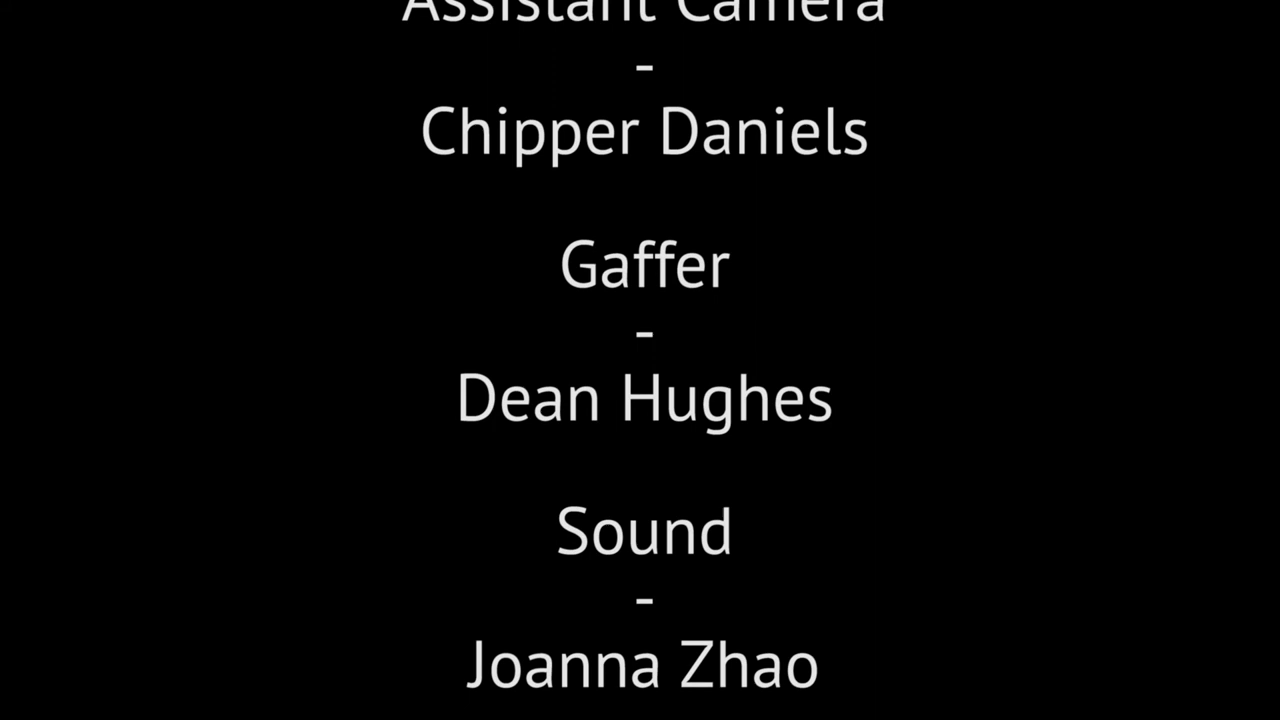 Assistant Camera
-
Chipper Daniels
Gaffer
-
Dean Hughes
Sound
-
Joanna Zhao